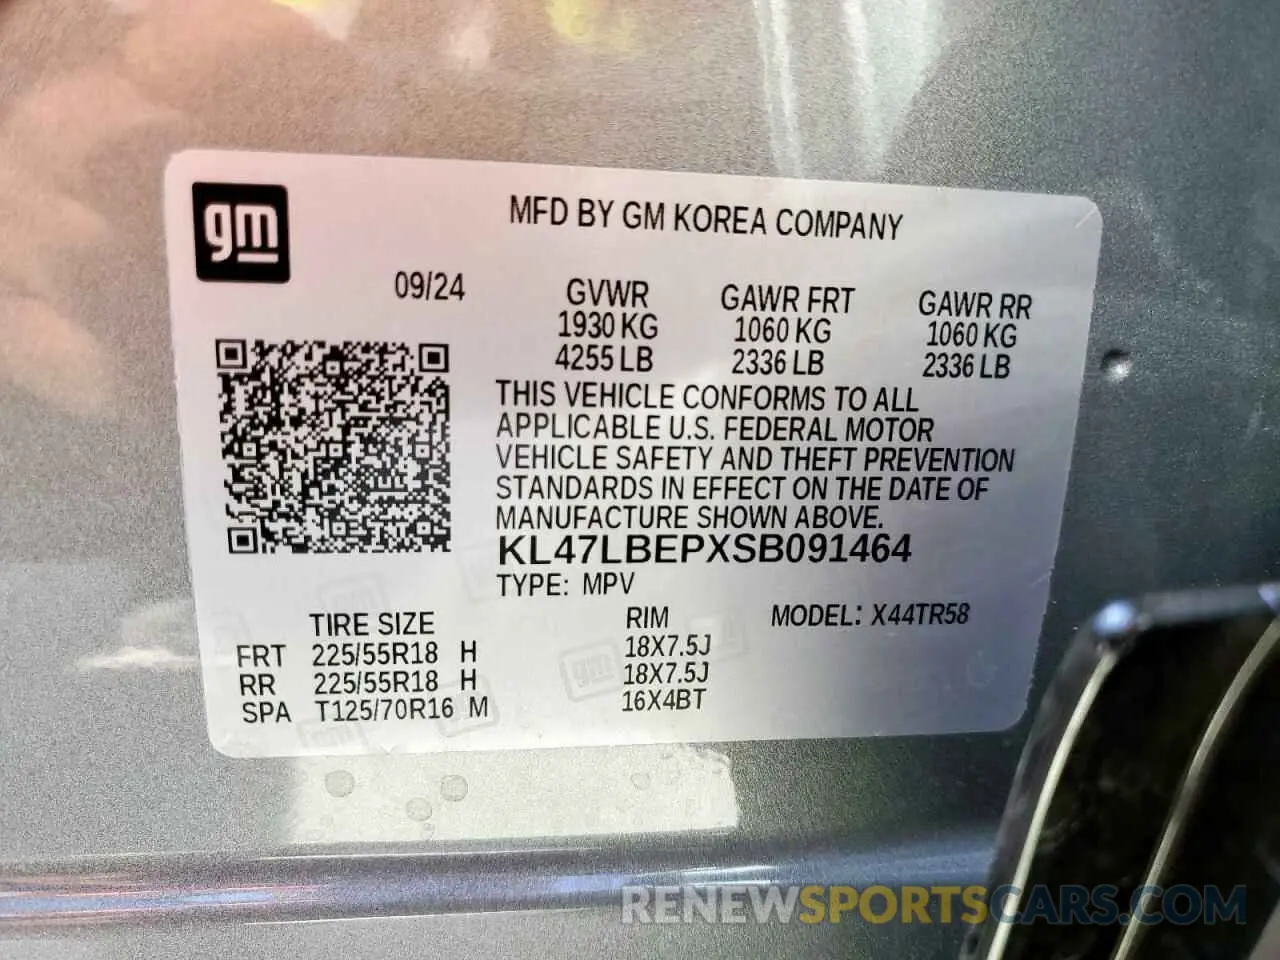 gm
MFD BY GM KOREA COMPANY
09/24
GVWR GAWR FRT GAWR RR
1930 KG 1060 KG 1060 KG
4255 LB 2336 LB 2336 LB
THIS VEHICLE CONFORMS TO ALL
APPLICABLE U.S. FEDERAL MOTOR
VEHICLE SAFETY AND THEFT PREVENTION
STANDARDS IN EFFECT ON THE DATE OF
MANUFACTURE SHOWN ABOVE.
KL47LBEPXSB091464
TYPE: MPV
TIRE SIZE RIM MODEL: X44TR58
FRT 225/55R18 H 18X7.5J
RR 225/55R18 H 18X7.5J
SPA T125/70R16 M 16X4BT
gm
RENEWSPORTSCARS.COM